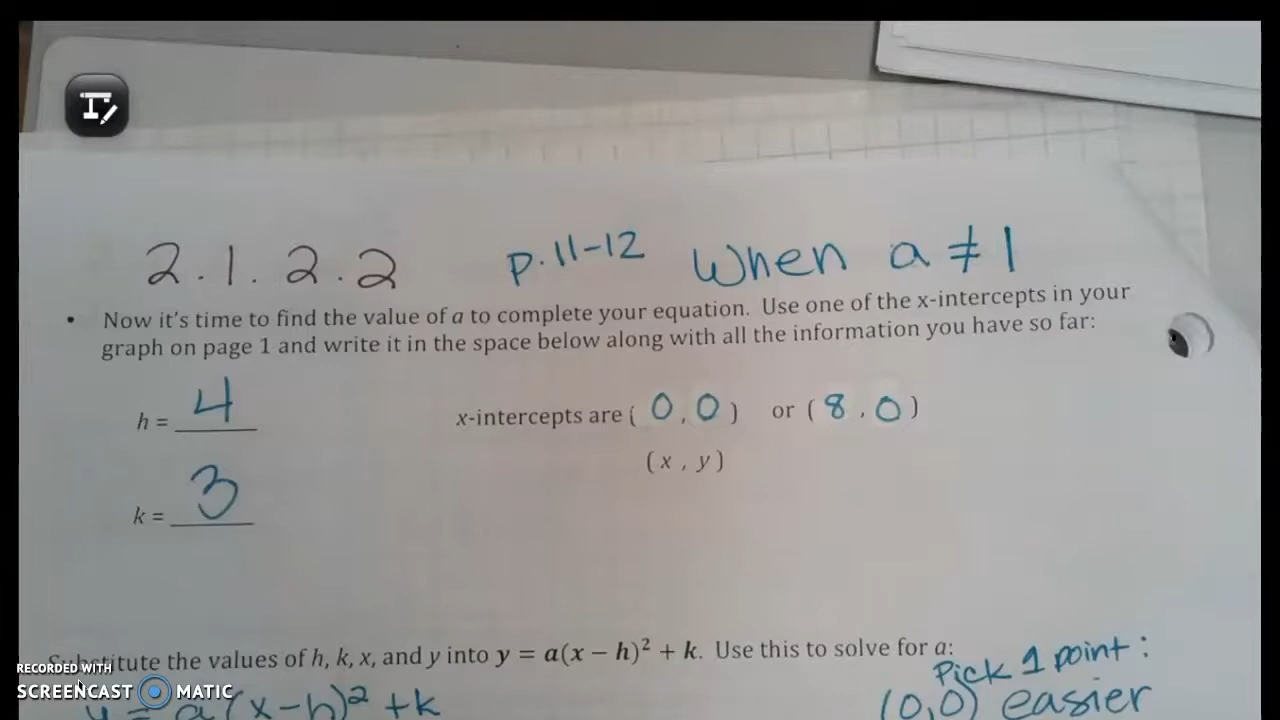 2.1.2.2 p.11-12 When a ≠ 1
• Now it's time to find the value of a to complete your equation. Use one of the x-intercepts in your
graph on page 1 and write it in the space below along with all the information you have so far:
h = 4 x-intercepts are (0,0) or (8,0)
(x, y)
k = 3
Substitute the values of h, k, x, and y into y = a(x − h)² + k. Use this to solve for a:
Pick 1 point:
y = a(x-h)² + k (0,0) easier
RECORDED WITH
SCREENCAST MATIC